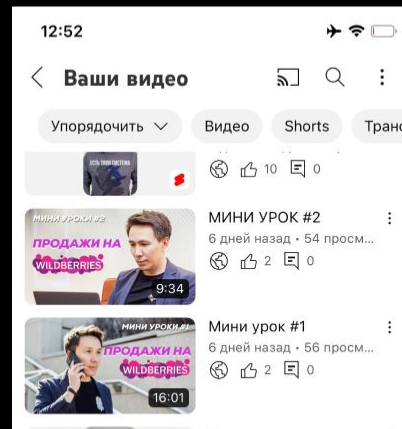 12:52
Ваши видео
Упорядочить
Видео
Shorts
ЕСТЬ СВОЯ СИСТЕМА
10
0
МИНИ УРОКИ #2
ПРОДАЖИ НА
WILDBERRIES
9:34
МИНИ УРОК #2
6 дней назад • 54 просм...
2
0
МИНИ УРОКИ #1
ПРОДАЖИ НА
WILDBERRIES
16:01
Мини урок #1
6 дней назад • 56 просм...
2
0